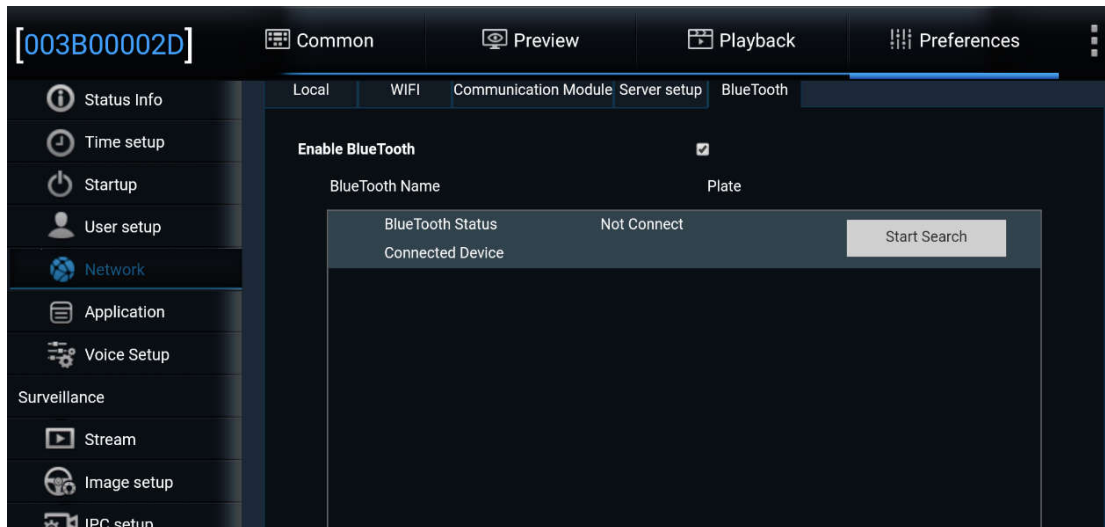 [003B00002D]
Common
Preview
Playback
Preferences
Status Info
Time setup
Startup
User setup
Network
Application
Voice Setup
Surveillance
Stream
Image setup
IPC setup
Local
WIFI
Communication Module
Server setup
BlueTooth
Enable BlueTooth
BlueTooth Name
Plate
BlueTooth Status
Not Connect
Connected Device
Start Search